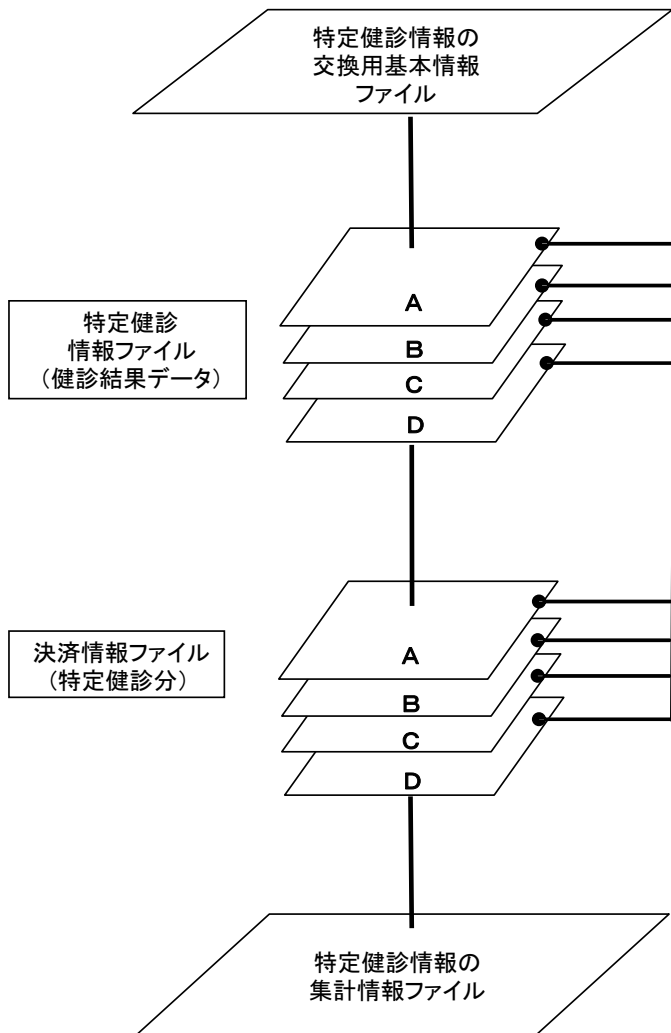 特定健診情報の
交換用基本情報
ファイル
A
B
C
D
特定健診
情報ファイル
（健診結果データ）
A
B
C
D
決済情報ファイル
（特定健診分）
特定健診情報の
集計情報ファイル